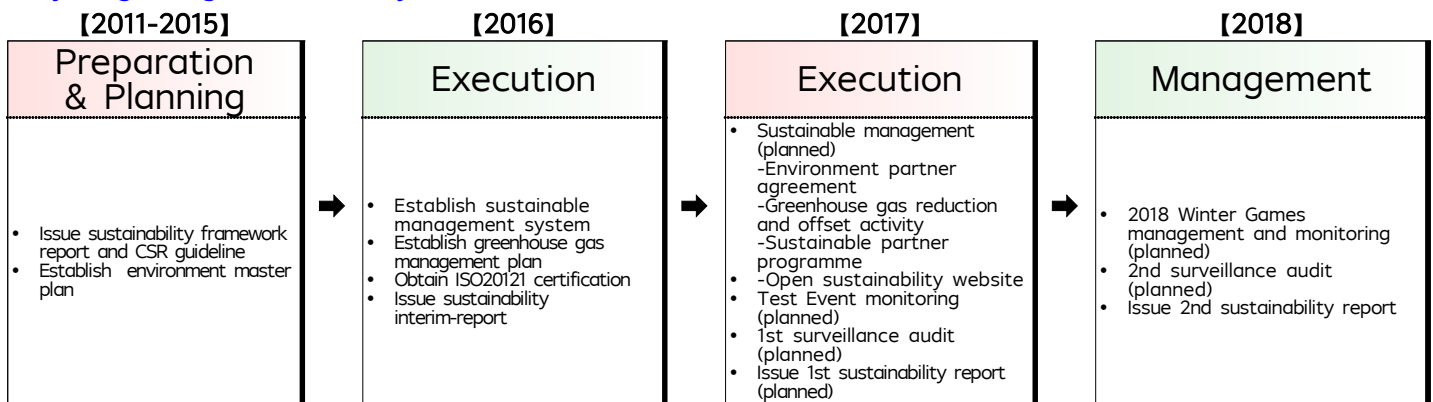 【2011-2015】
Preparation
& Planning
• Issue sustainability framework
report and CSR guideline
• Establish environment master
plan
【2016】
Execution
• Establish sustainable
management system
• Establish greenhouse gas
management plan
• Obtain ISO20121 certification
• Issue sustainability
interim-report
【2017】
Execution
• Sustainable management
(planned)
-Environment partner
agreement
-Greenhouse gas reduction
and offset activity
-Sustainable partner
programme
• -Open sustainability website
• Test Event monitoring
(planned)
• 1st surveillance audit
(planned)
• Issue 1st sustainability report
(planned)
【2018】
Management
• 2018 Winter Games
management and monitoring
(planned)
• 2nd surveillance audit
(planned)
• Issue 2nd sustainability report